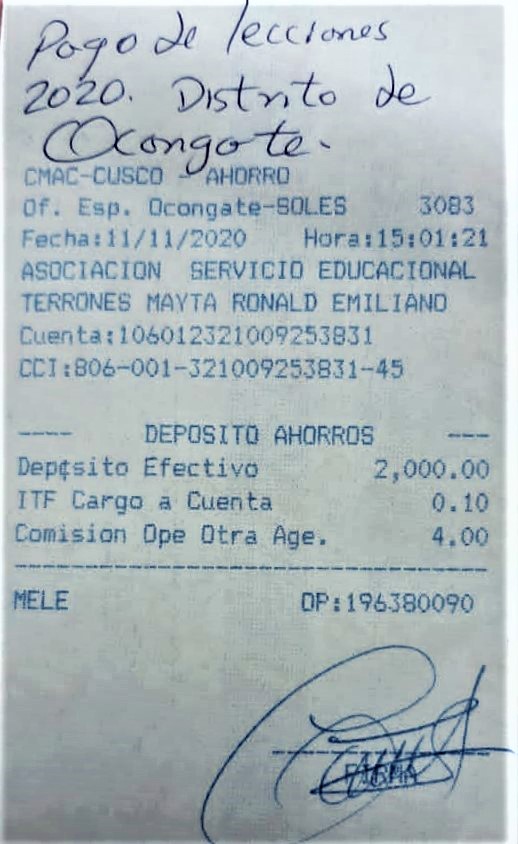 Pago de lecciones
2020. Distrito de
Ocongate.
CMAC-CUSCO - AHORRO
Of. Esp. Ocongate-SOLES 3083
Fecha:11/11/2020 Hora:15:01:21
ASOCIACION SERVICIO EDUCACIONAL
TERRONES MAYTA RONALD EMILIANO
Cuenta:106012321009253831
CCI:806-001-321009253831-45
---- DEPOSITO AHORROS ---
Dep¢sito Efectivo 2,000.00
ITF Cargo a Cuenta 0.10
Comision Ope Otra Age. 4.00
MELE OP:196380090
FIRMA